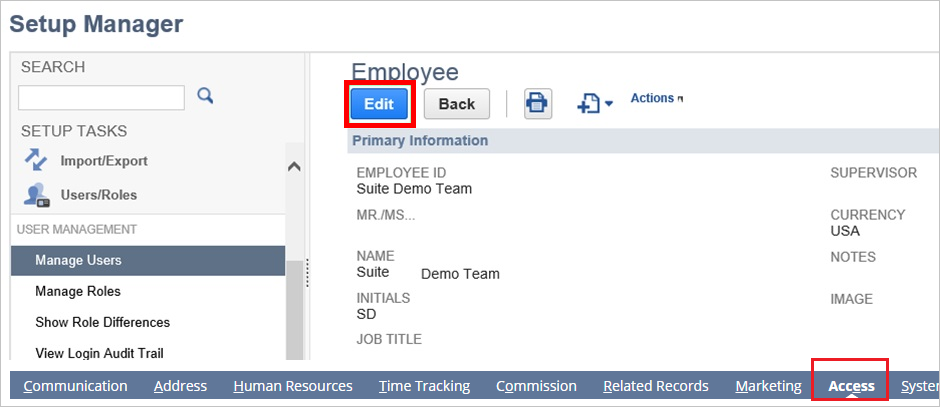 Setup Manager
SEARCH
SETUP TASKS
Import/Export
Users/Roles
USER MANAGEMENT
Manage Users
Manage Roles
Show Role Differences
View Login Audit Trail
Employee
Edit
Back
Actions
Primary Information
EMPLOYEE ID
Suite Demo Team
MR./MS...
NAME
Suite Demo Team
INITIALS
SD
JOB TITLE
SUPERVISOR
CURRENCY
USA
NOTES
IMAGE
Communication Address Human Resources Time Tracking Commission Related Records Marketing Access Syste